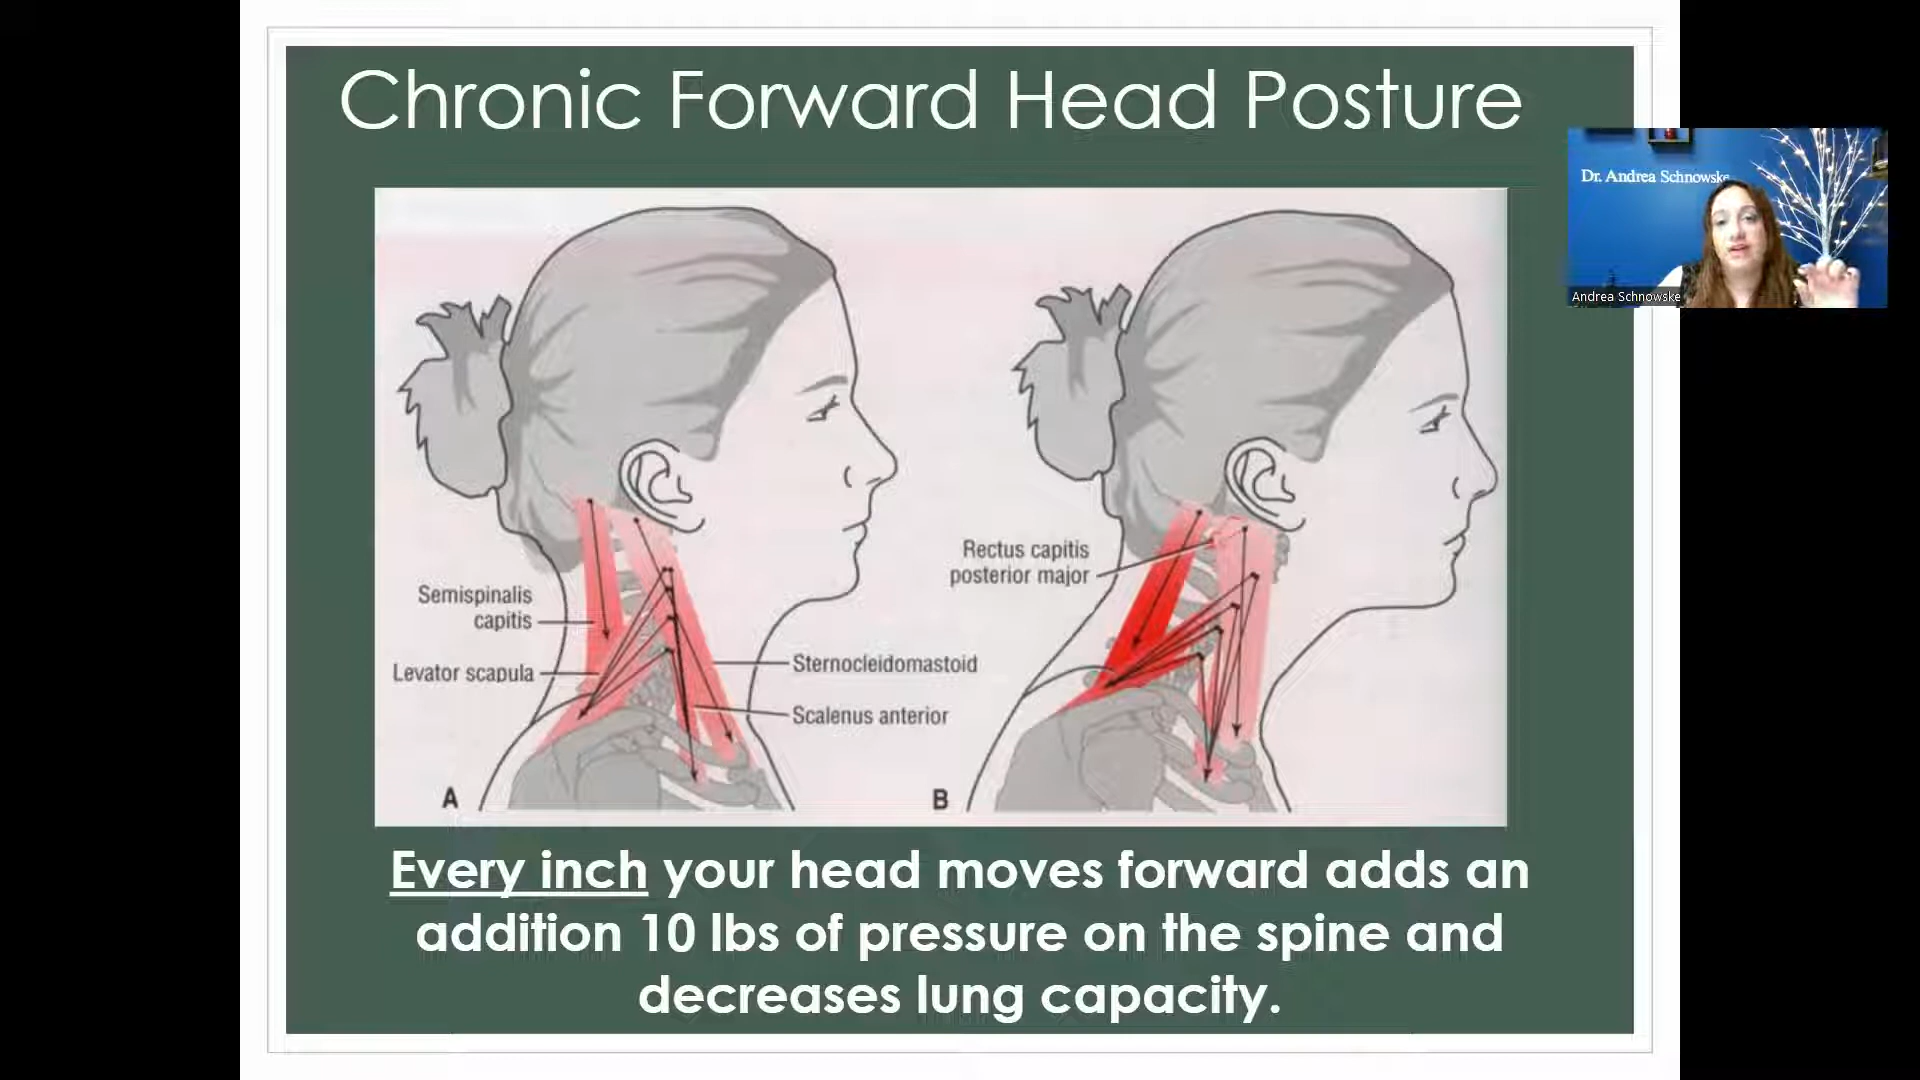 Chronic Forward Head Posture
Dr. Andrea Schnowske
Andrea Schnowske
Semispinalis
capitis
Levator scapula
Sternocleidomastoid
Scalenus anterior
A
Rectus capitis
posterior major
B
Every inch your head moves forward adds an
addition 10 lbs of pressure on the spine and
decreases lung capacity.